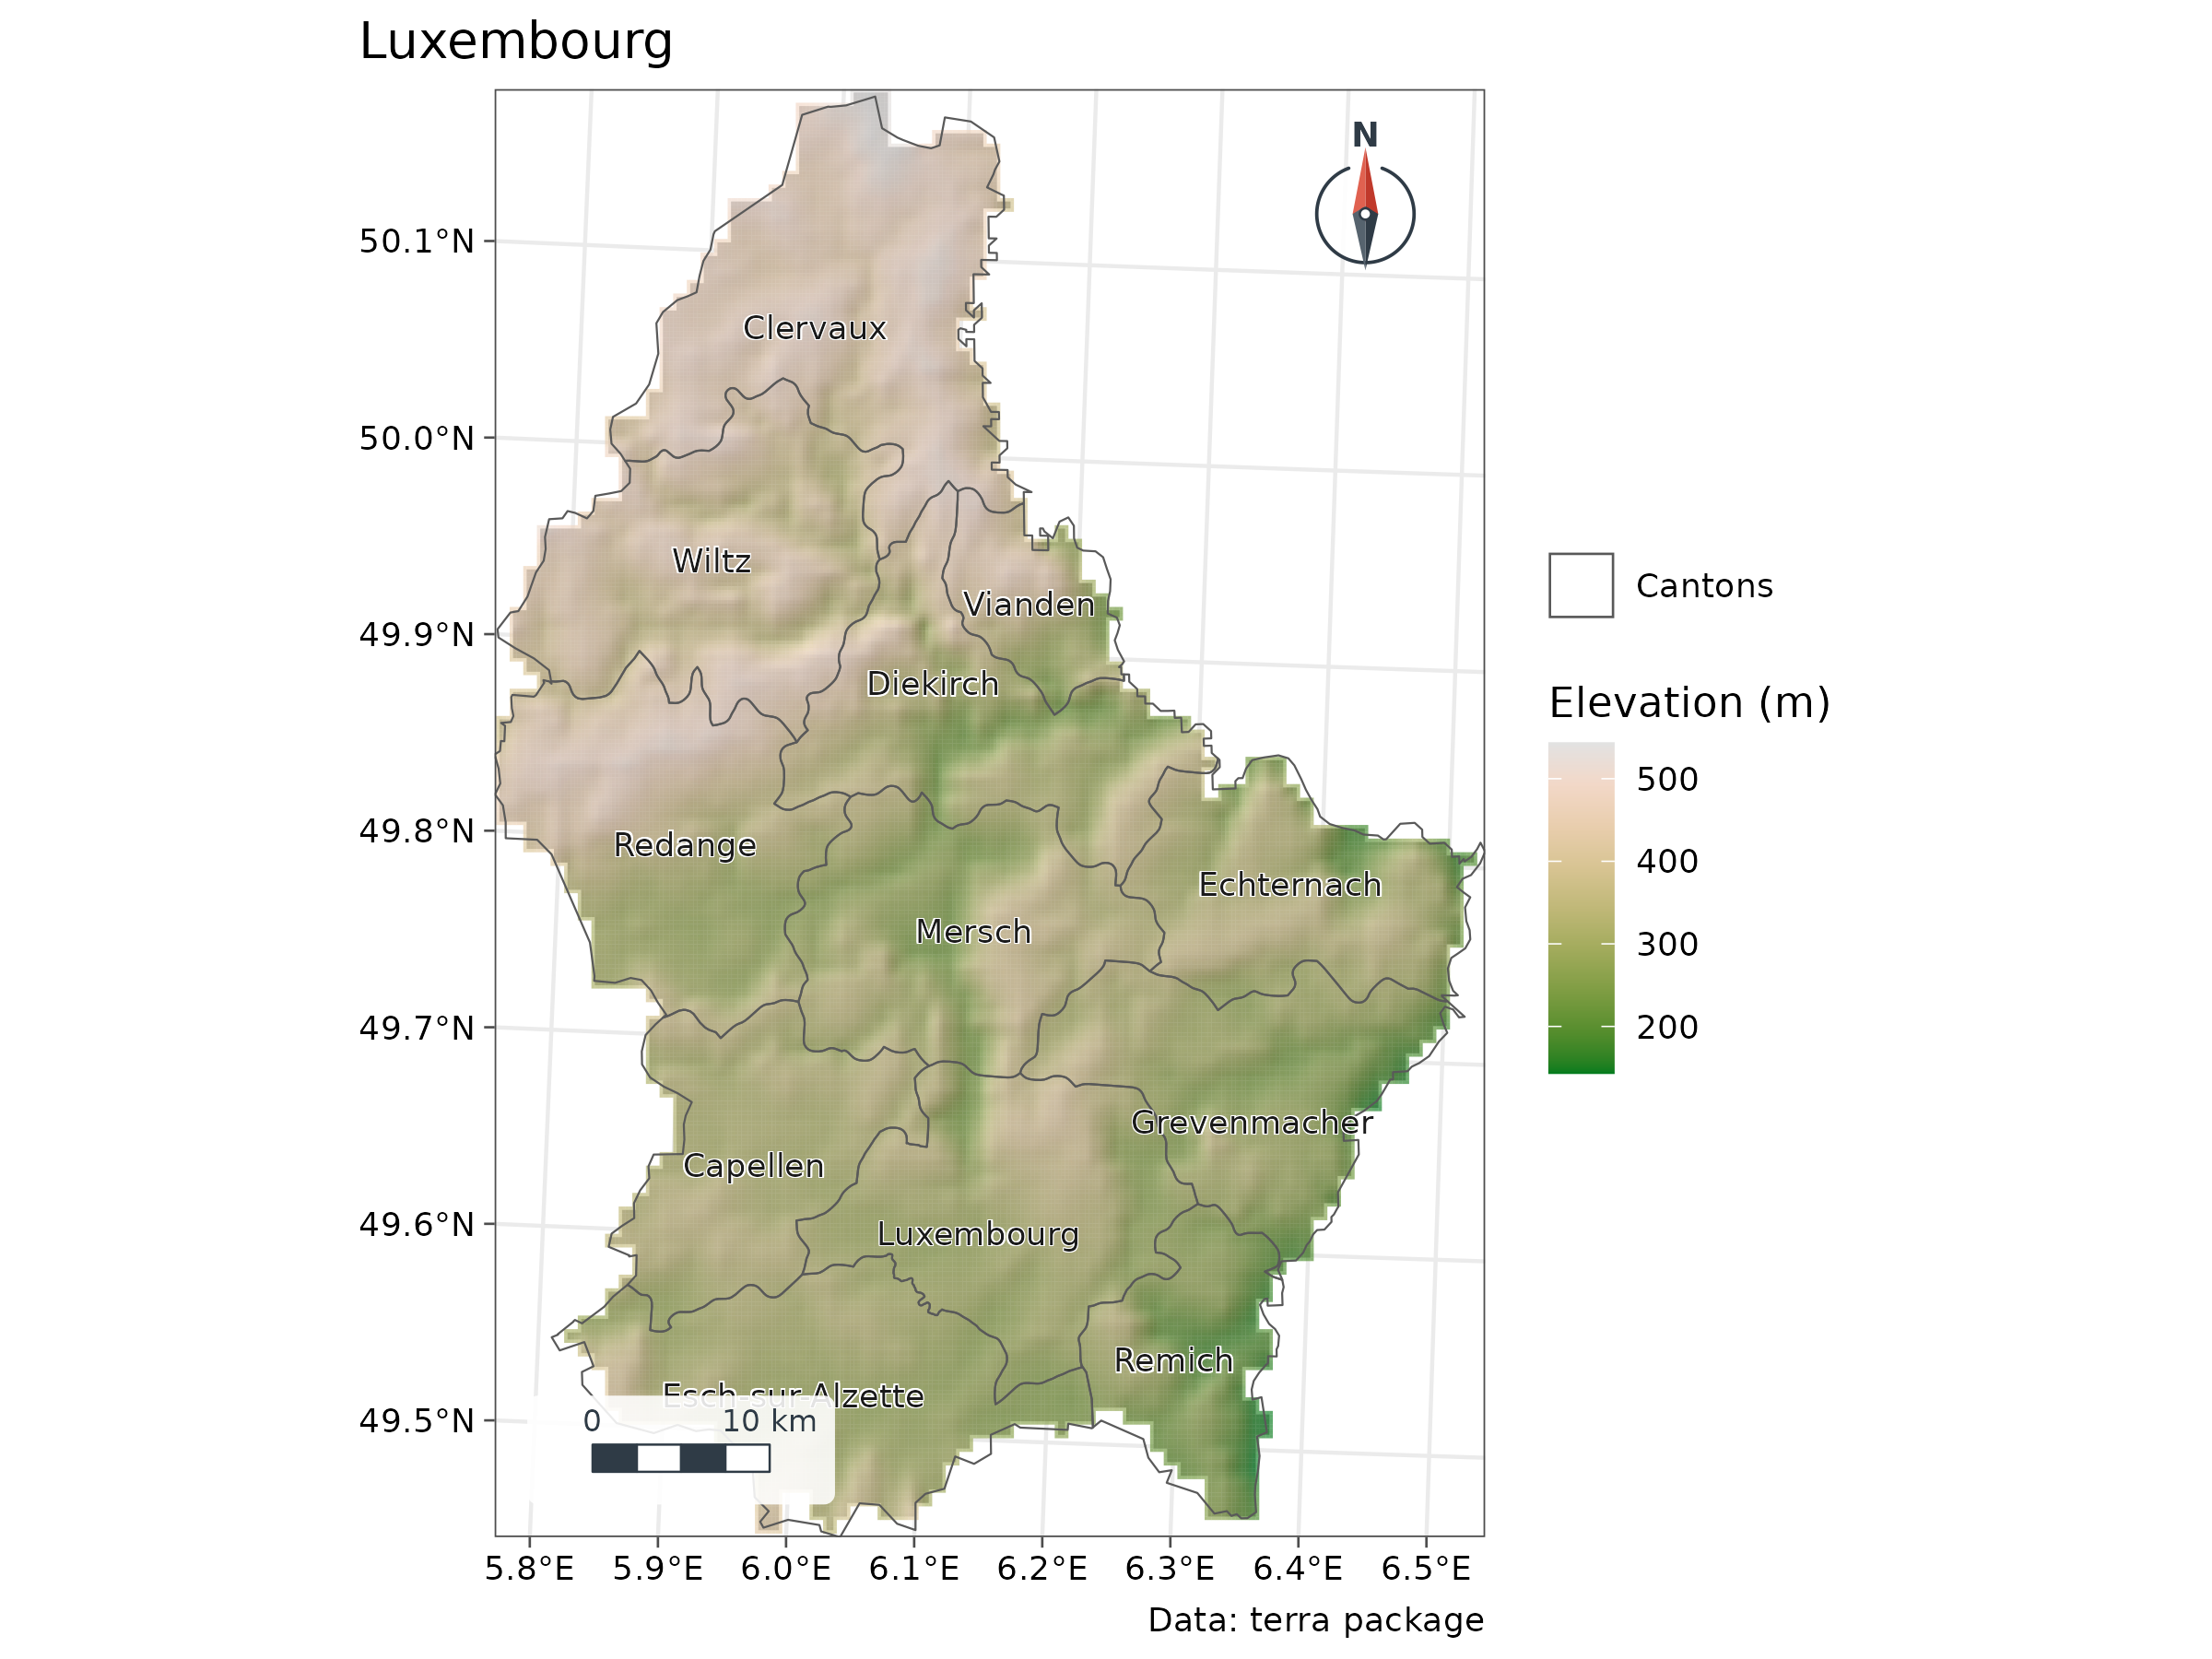 Luxembourg
N
50.1°N
50.0°N
49.9°N
49.8°N
49.7°N
49.6°N
49.5°N
Clervaux
Wiltz
Vianden
Diekirch
Redange
Echternach
Mersch
Grevenmacher
Capellen
Luxembourg
Remich
Esch-sur-Alzette
0 10 km
5.8°E 5.9°E 6.0°E 6.1°E 6.2°E 6.3°E 6.4°E 6.5°E
Cantons
Elevation (m)
500
400
300
200
Data: terra package